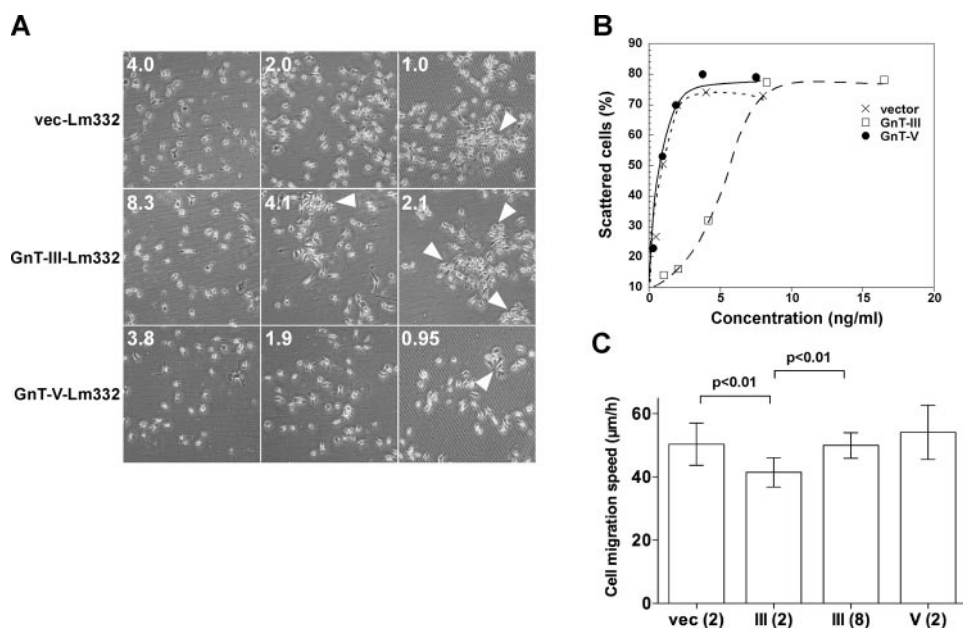 A
4.0 2.0 1.0
vec-Lm332
8.3 4.1 2.1
GnT-III-Lm332
3.8 1.9 0.95
GnT-V-Lm332
B
90
80
70
60
50
40
30
20
10
Scattered cells (%)
vector
GnT-III
GnT-V
0 5 10 15 20
Concentration (ng/ml)
C
p<0.01
p<0.01
60
40
20
0
Cell migration speed (µm/h)
vec (2) III (2) III (8) V (2)